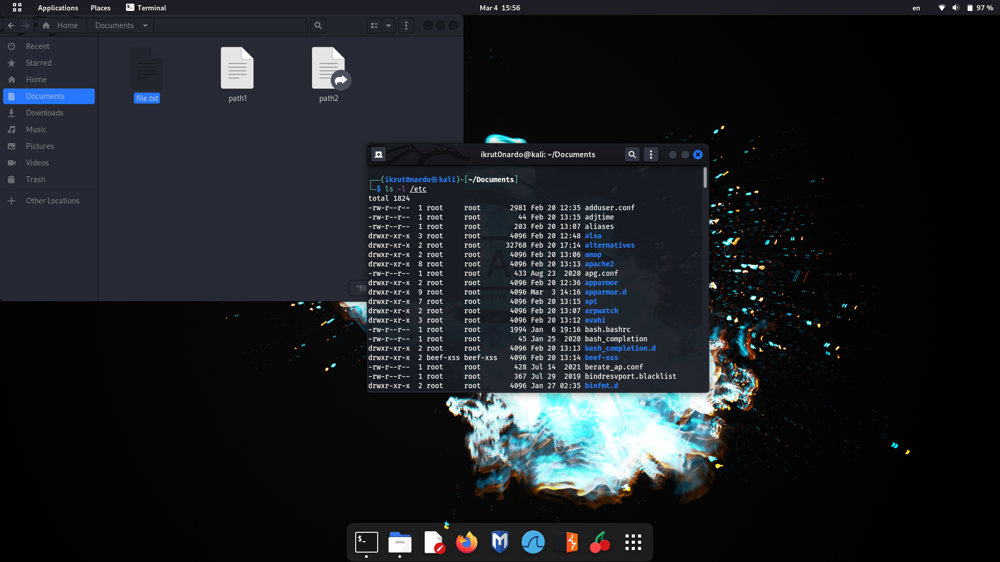 Applications Places Terminal Mar 4 15:56 en 97 %
Home Documents
Recent
Starred
Home
Documents
Downloads
Music
Pictures
Videos
Trash
Other Locations
file.txt path1 path2
ikrut0nardo@kali: ~/Documents
┌──(ikrut0nardo㉿kali)-[~/Documents]
└─$ ls -l /etc
total 1824
-rw-r--r--  1 root     root       2981 Feb 20 12:35 adduser.conf
-rw-r--r--  1 root     root         44 Feb 20 13:15 adjtime
-rw-r--r--  1 root     root        203 Feb 20 13:07 aliases
drwxr-xr-x  3 root     root       4096 Feb 20 12:48 alsa
drwxr-xr-x  2 root     root      32768 Feb 20 17:14 alternatives
drwxr-xr-x  2 root     root       4096 Feb 20 13:06 amap
drwxr-xr-x  8 root     root       4096 Feb 20 13:13 apache2
-rw-r--r--  1 root     root        433 Aug 23  2020 apg.conf
drwxr-xr-x  2 root     root       4096 Feb 20 12:36 apparmor
drwxr-xr-x  9 root     root       4096 Mar  3 14:16 apparmor.d
drwxr-xr-x  7 root     root       4096 Feb 20 13:15 apt
drwxr-xr-x  2 root     root       4096 Feb 20 13:07 arpwatch
drwxr-xr-x  3 root     root       4096 Feb 20 13:12 avahi
-rw-r--r--  1 root     root       1994 Jan  6 19:16 bash.bashrc
-rw-r--r--  1 root     root         45 Jan 25  2020 bash_completion
drwxr-xr-x  2 root     root       4096 Feb 20 13:13 bash_completion.d
drwxr-xr-x  2 beef-xss beef-xss   4096 Feb 20 13:14 beef-xss
-rw-r--r--  1 root     root        428 Jul 14  2021 berate_ap.conf
-rw-r--r--  1 root     root        367 Jul 29  2019 bindresvport.blacklist
drwxr-xr-x  2 root     root       4096 Jan 27 02:35 binfmt.d